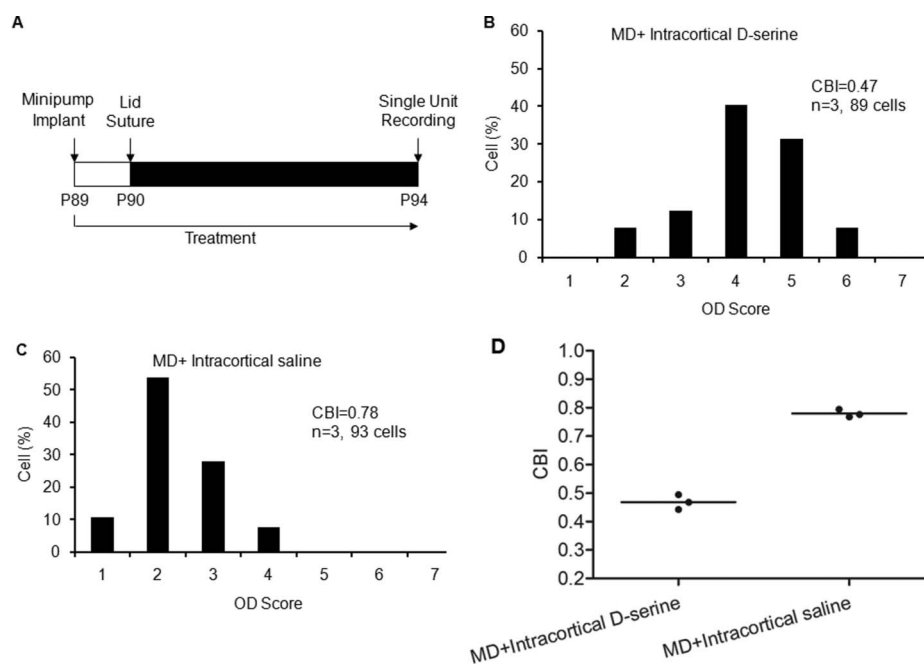 A
Minipump
Implant
Lid
Suture
Single Unit
Recording
P89
P90
P94
Treatment
B
MD+ Intracortical D-serine
CBI=0.47
n=3, 89 cells
Cell (%)
60
50
40
30
20
10
0
1 2 3 4 5 6 7
OD Score
C
MD+ Intracortical saline
CBI=0.78
n=3, 93 cells
Cell (%)
60
50
40
30
20
10
0
1 2 3 4 5 6 7
OD Score
D
CBI
1.0
0.9
0.8
0.7
0.6
0.5
0.4
0.3
0.2
MD+Intracortical D-serine
MD+Intracortical saline